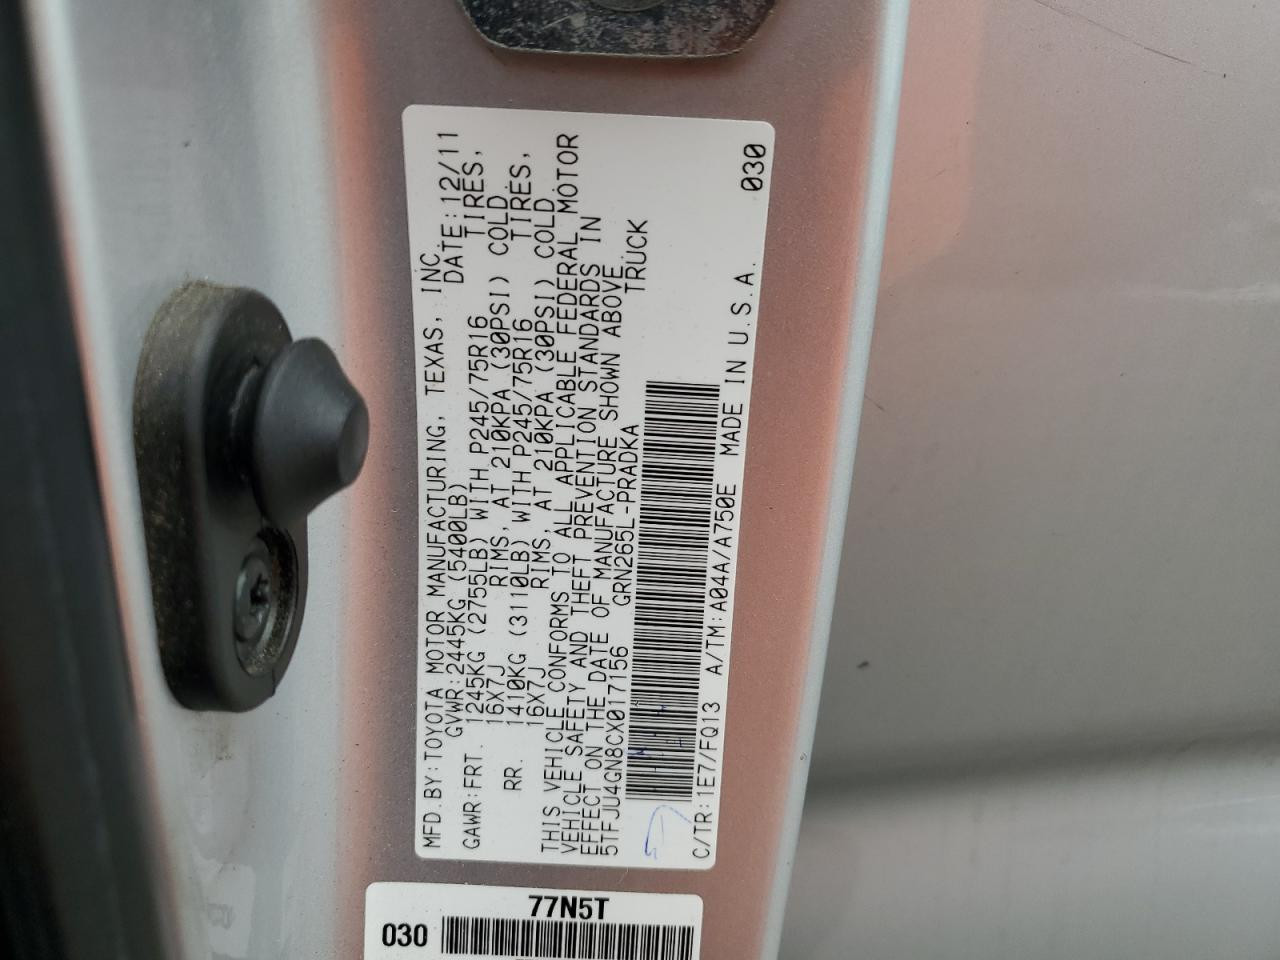 MFD.BY:TOYOTA MOTOR MANUFACTURING, TEXAS, INC.
GVWR:2445KG (5400LB) DATE:12/11
GAWR:FRT. 1245KG (2755LB) WITH P245/75R16 TIRES,
16X7J RIMS, AT 210KPA (30PSI) COLD
RR. 1410KG (3110LB) WITH P245/75R16 TIRES,
16X7J RIMS, AT 210KPA (30PSI) COLD.
THIS VEHICLE CONFORMS TO ALL APPLICABLE FEDERAL MOTOR
VEHICLE SAFETY AND THEFT PREVENTION STANDARDS IN
EFFECT ON THE DATE OF MANUFACTURE SHOWN ABOVE.
5TFJU4GN8CX017156 GRN265L-PRADKA TRUCK
C/TR:1E7/FQ13 A/TM:A04A/A750E MADE IN U.S.A. 030
77N5T
030